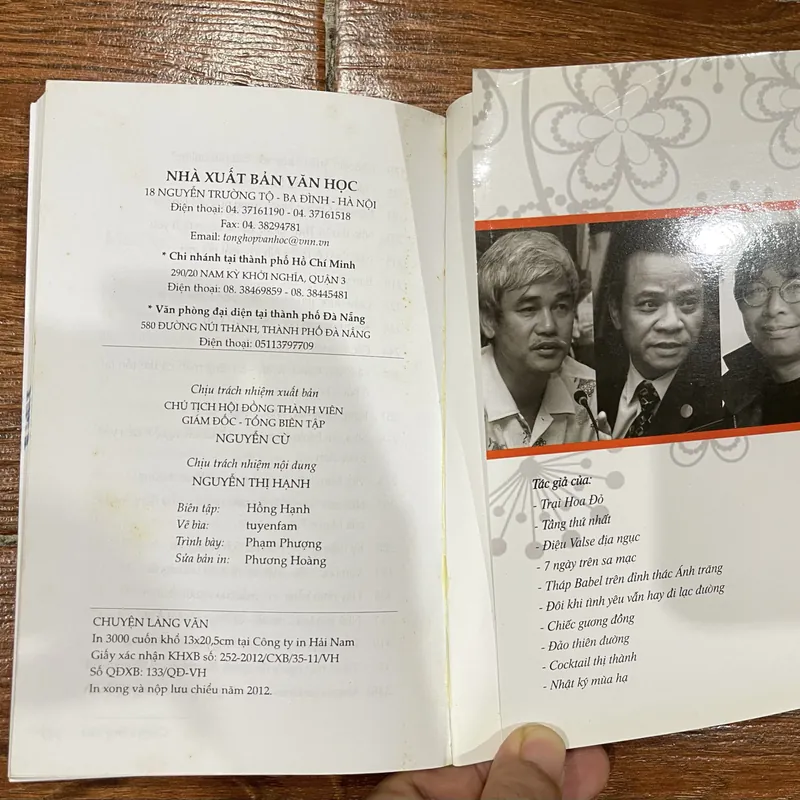 NHÀ XUẤT BẢN VĂN HỌC
18 NGUYỄN TRƯỜNG TỘ - BA ĐÌNH - HÀ NỘI
Điện thoại: 04. 37161190 - 04. 37161518
Fax: 04. 38294781
Email: tonghopvanhoc@vnn.vn
* Chi nhánh tại thành phố Hồ Chí Minh
290/20 NAM KỲ KHỞI NGHĨA, QUẬN 3
Điện thoại: 08. 38469859 - 08. 38445481
* Văn phòng đại diện tại thành phố Đà Nẵng
580 ĐƯỜNG NÚI THÀNH, THÀNH PHỐ ĐÀ NẴNG
Điện thoại: 05113797709
Chịu trách nhiệm xuất bản
CHỦ TỊCH HỘI ĐỒNG THÀNH VIÊN
GIÁM ĐỐC - TỔNG BIÊN TẬP
NGUYỄN CỪ
Chịu trách nhiệm nội dung
NGUYỄN THỊ HẠNH
Biên tập: Hồng Hạnh
Vẽ bìa: tuyenfam
Trình bày: Phạm Phượng
Sửa bản in: Phương Hoàng
CHUYỆN LÀNG VĂN
In 3000 cuốn khổ 13x20,5cm tại Công ty in Hải Nam
Giấy xác nhận KHXB số: 252-2012/CXB/35-11/VH
Số QĐXB: 133/QĐ-VH
In xong và nộp lưu chiểu năm 2012.
Tác giả của:
- Trại Hoa Đỏ
- Tầng thứ nhất
- Điệu Valse địa ngục
- 7 ngày trên sa mạc
- Tháp Babel trên đỉnh thác Ánh trăng
- Đôi khi tình yêu vẫn hay đi lạc đường
- Chiếc gương đồng
- Đảo thiên đường
- Cocktail thị thành
- Nhật ký mùa hạ